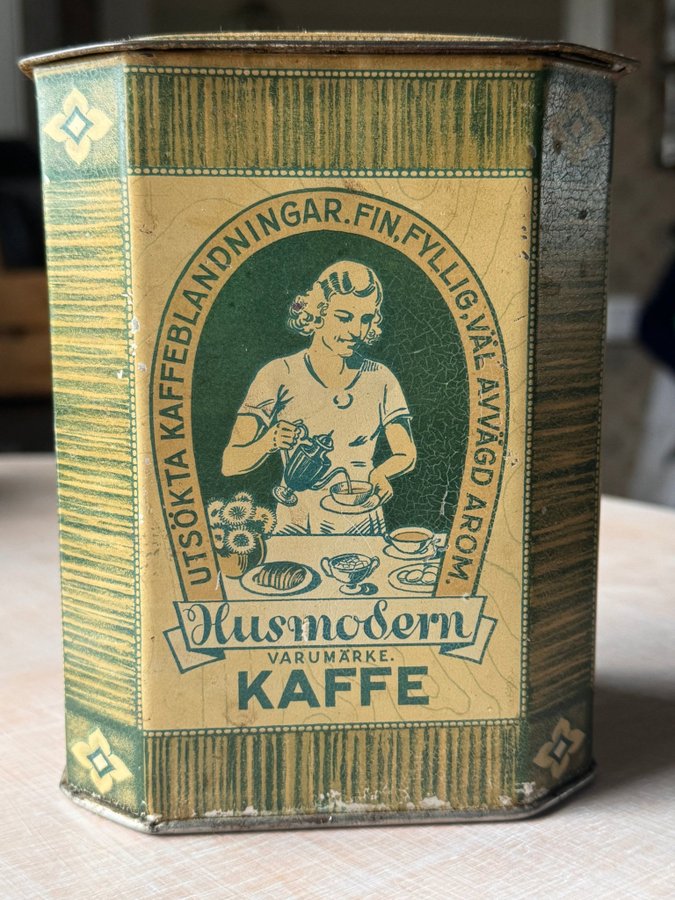 UTSÖKTA KAFFEBLANDNINGAR. FIN, FYLLIG, VÄL AVVÄGD AROM.
Husmodern
VARUMÄRKE.
KAFFE